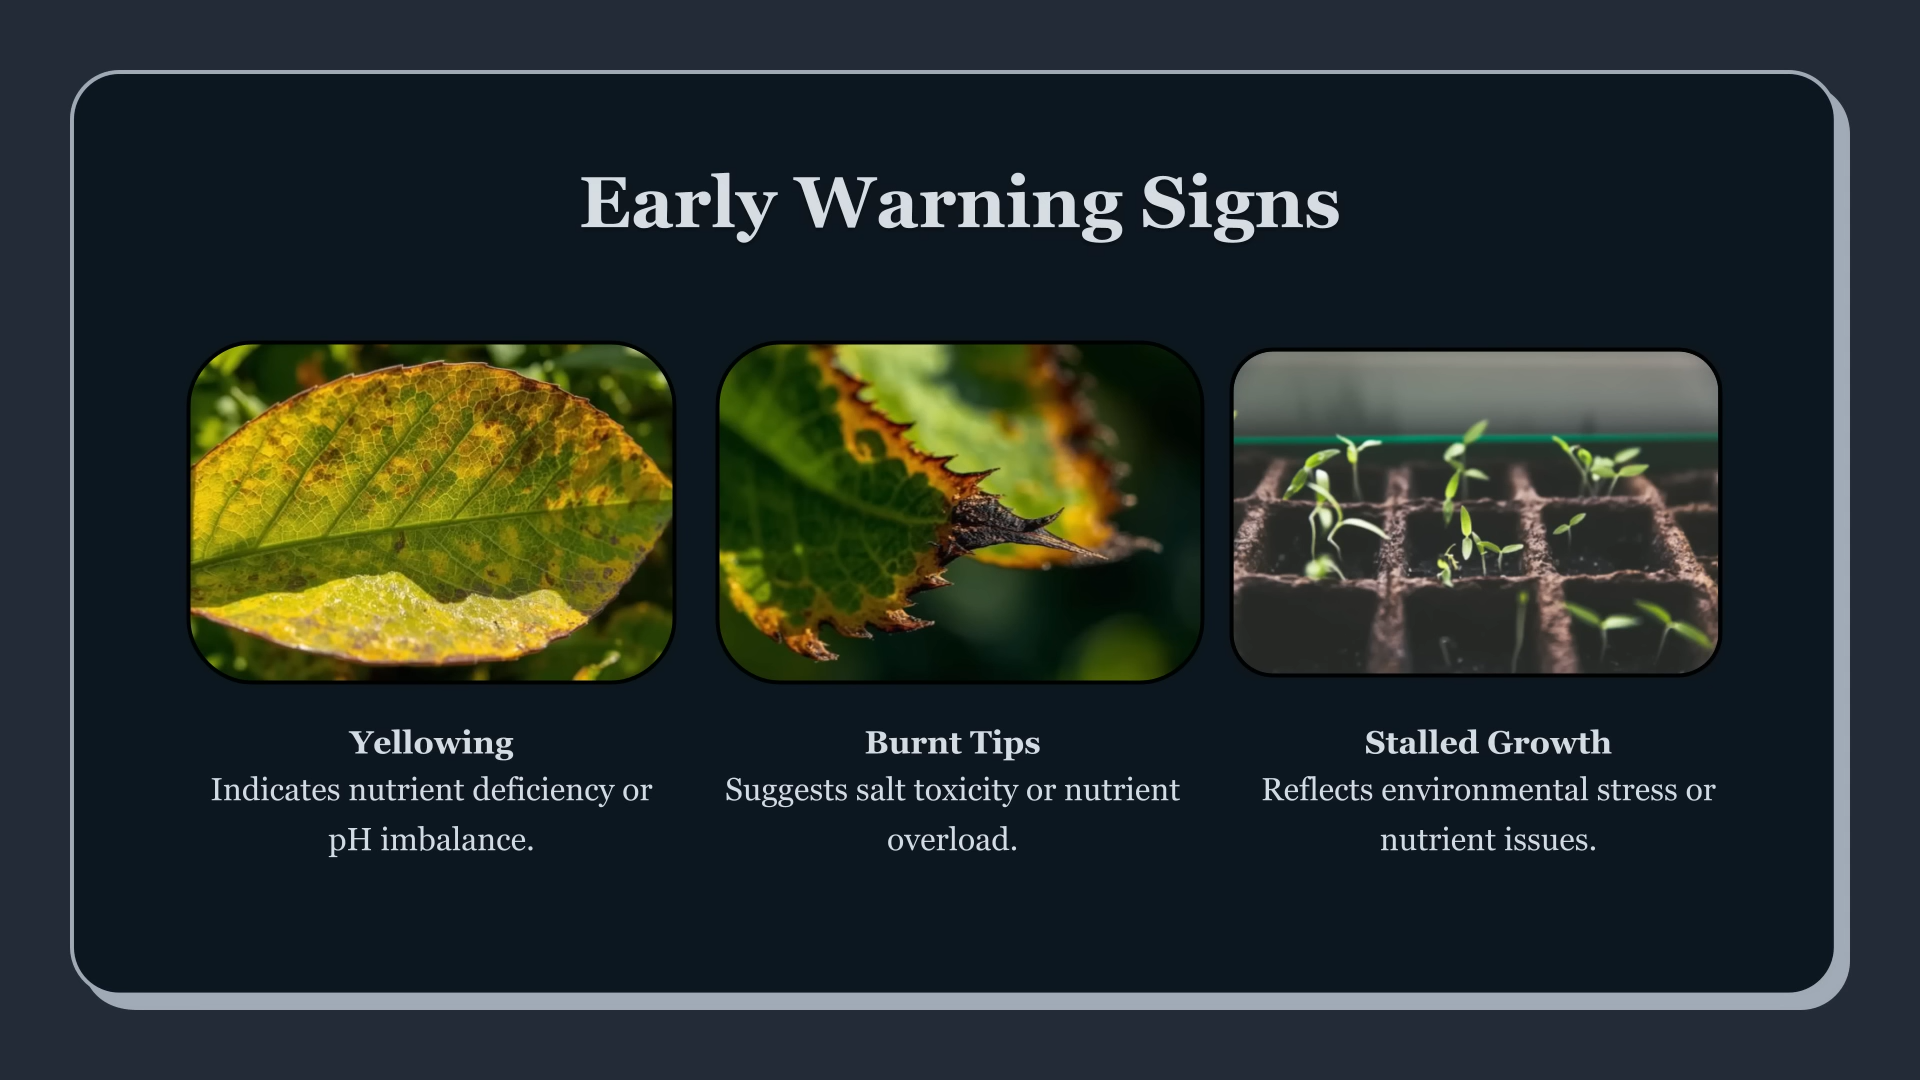 Early Warning Signs
Yellowing
Indicates nutrient deficiency or
pH imbalance.
Burnt Tips
Suggests salt toxicity or nutrient
overload.
Stalled Growth
Reflects environmental stress or
nutrient issues.